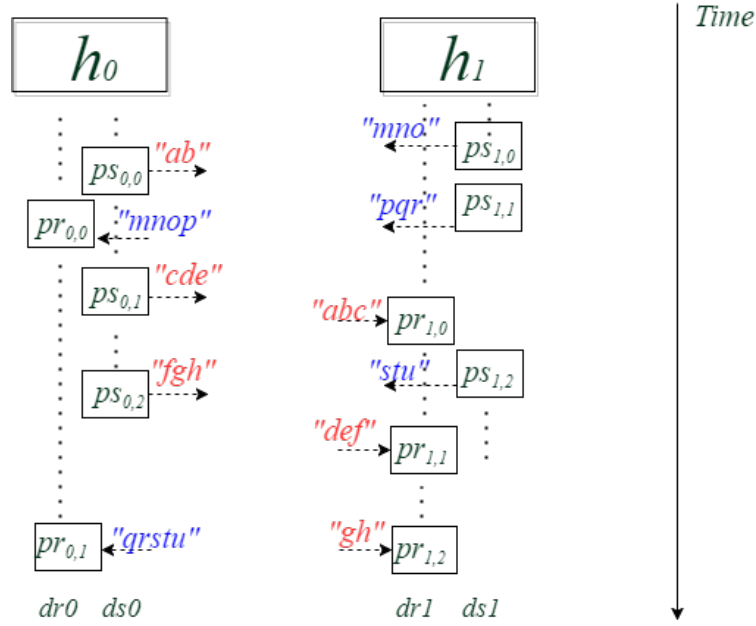 Time
h0 h1
"mno" ps1,0
"ab" ps0,0
"pqr" ps1,1
pr0,0 "mnop"
"cde" ps0,1
"abc" pr1,0
"fgh" ps0,2
"stu" ps1,2
"def" pr1,1
pr0,1 "qrstu"
"gh" pr1,2
dr0 ds0 dr1 ds1